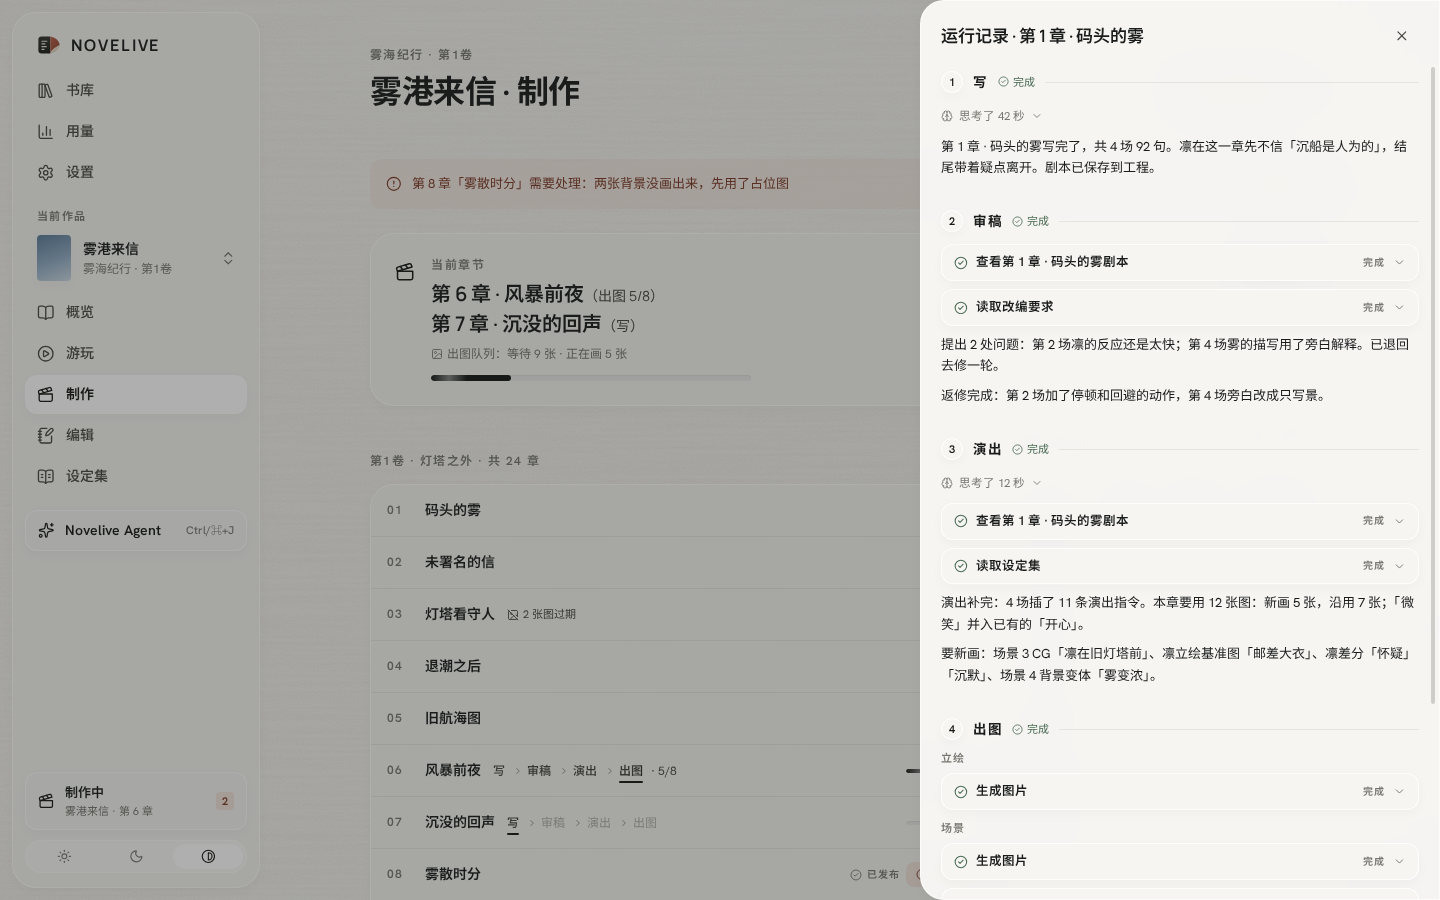 NOVELIVE
书库
用量
设置
当前作品
雾港来信
雾海纪行 · 第1卷
概览
游玩
制作
编辑
设定集
Novelive Agent
Ctrl/⌘+J
制作中
雾港来信 · 第 6 章
2
雾海纪行 · 第1卷
雾港来信 · 制作
第 8 章「雾散时分」需要处理：两张背景没画出来，先用了占位图
当前章节
第 6 章 · 风暴前夜（出图 5/8）
第 7 章 · 沉没的回声（写）
出图队列：等待 9 张 · 正在画 5 张
第1卷 · 灯塔之外 · 共 24 章
01 码头的雾
02 未署名的信
03 灯塔看守人 2 张图过期
04 退潮之后
05 旧航海图
06 风暴前夜 写 › 审稿 › 演出 › 出图 · 5/8
07 沉没的回声 写 › 审稿 › 演出 › 出图
08 雾散时分 已发布
运行记录 · 第 1 章 · 码头的雾
1 写 完成
思考了 42 秒
第 1 章 · 码头的雾写完了，共 4 场 92 句。凛在这一章先不信「沉船是人为的」，结
尾带着疑点离开。剧本已保存到工程。
2 审稿 完成
查看第 1 章 · 码头的雾剧本 完成
读取改编要求 完成
提出 2 处问题：第 2 场凛的反应还是太快；第 4 场雾的描写用了旁白解释。已退回
去修一轮。
返修完成：第 2 场加了停顿和回避的动作，第 4 场旁白改成只写景。
3 演出 完成
思考了 12 秒
查看第 1 章 · 码头的雾剧本 完成
读取设定集 完成
演出补完：4 场插了 11 条演出指令。本章要用 12 张图：新画 5 张，沿用 7 张；「微
笑」并入已有的「开心」。
要新画：场景 3 CG「凛在旧灯塔前」、凛立绘基准图「邮差大衣」、凛差分「怀疑」
「沉默」、场景 4 背景变体「雾变浓」。
4 出图 完成
立绘
生成图片 完成
场景
生成图片 完成